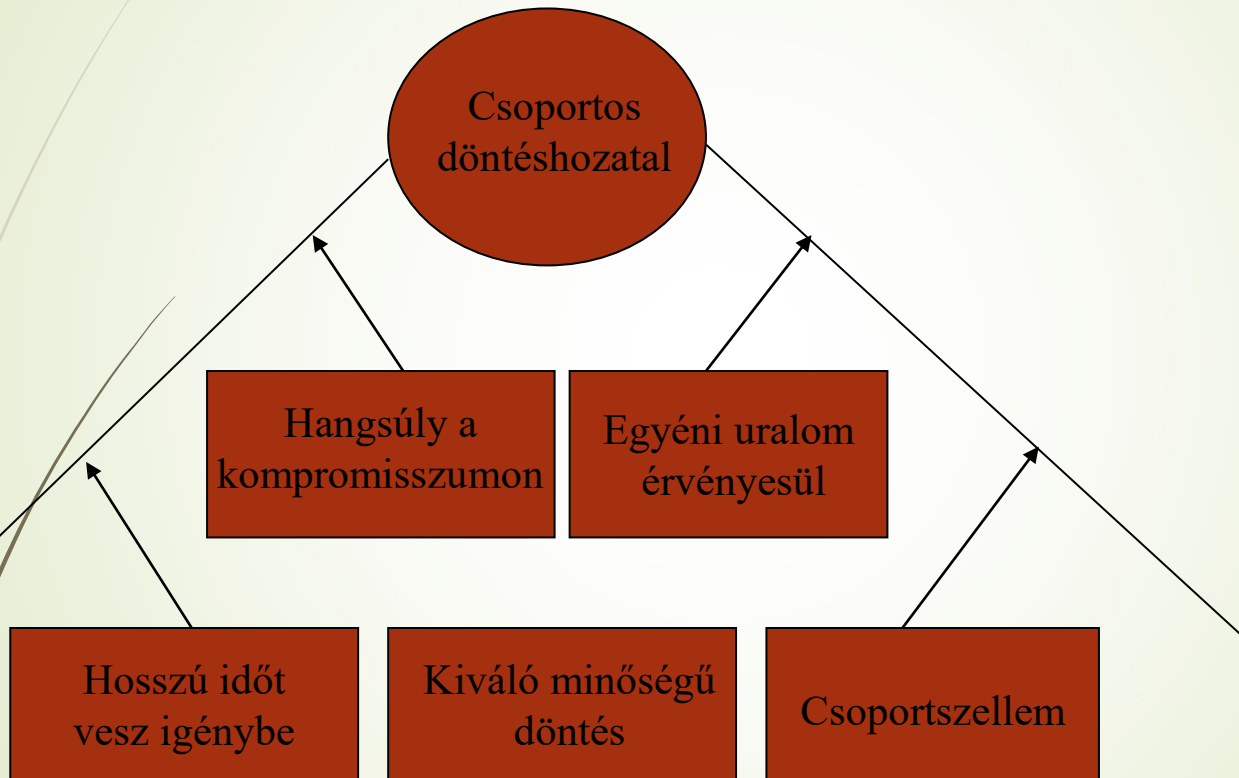 Csoportos
döntéshozatal
Hangsúly a
kompromisszumon
Egyéni uralom
érvényesül
Hosszú időt
vesz igénybe
Kiváló minőségű
döntés
Csoportszellem